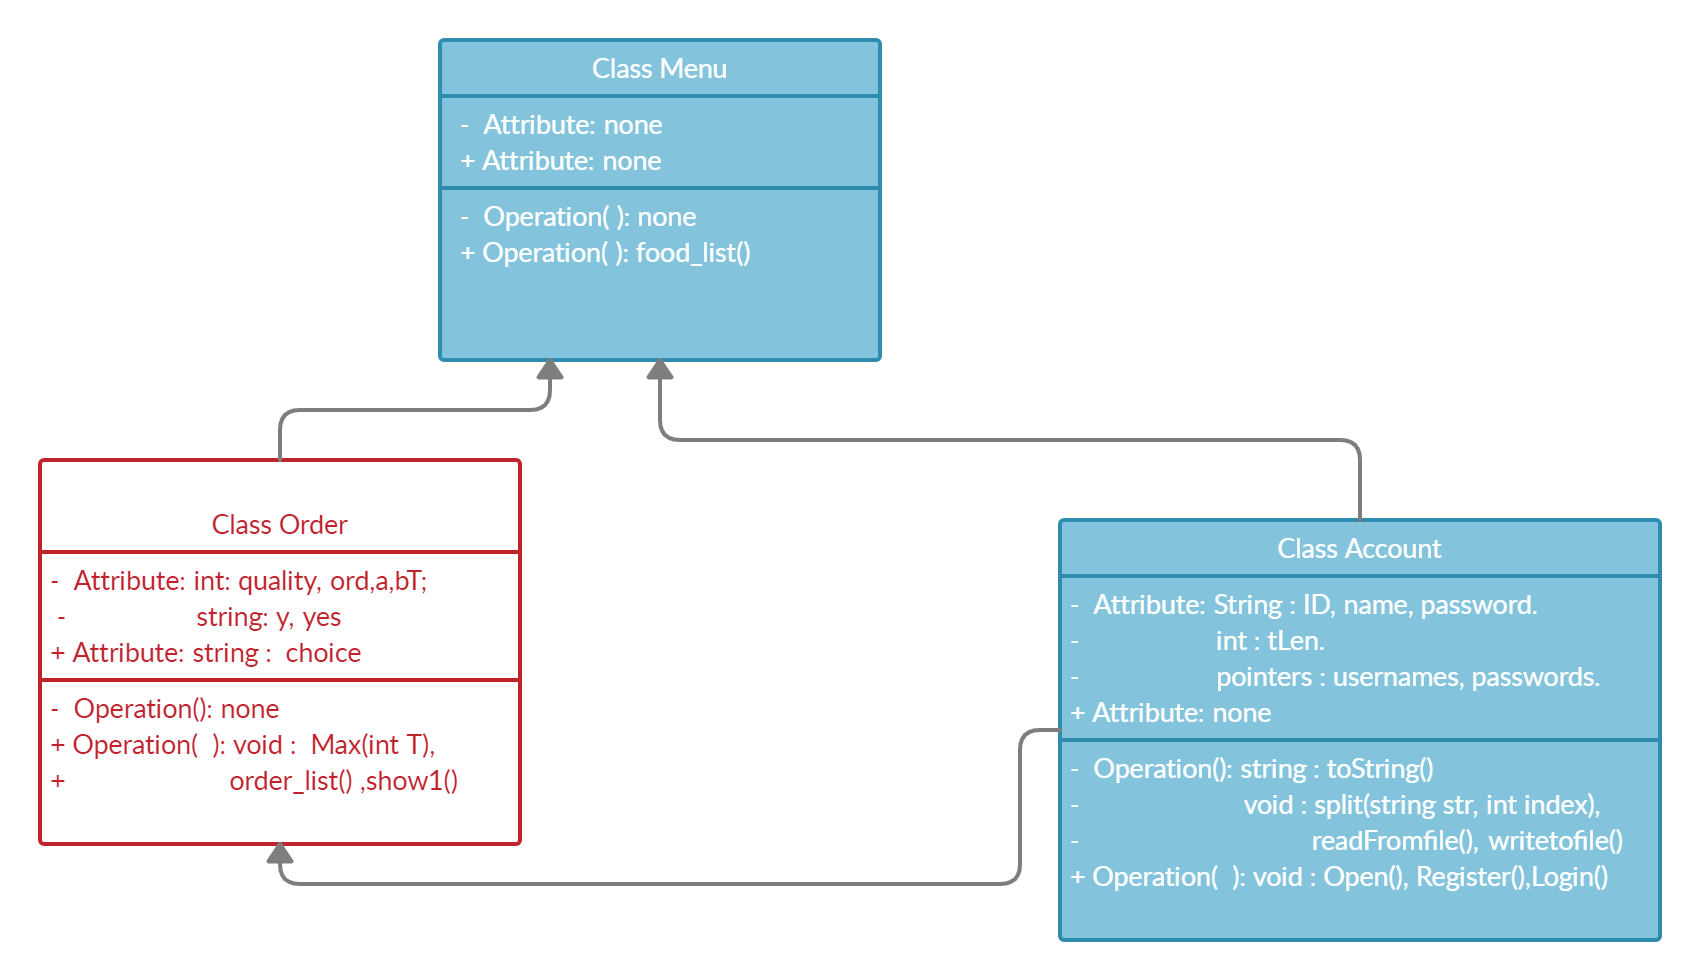 Class Menu
- Attribute: none
+ Attribute: none
- Operation( ): none
+ Operation( ): food_list()
Class Order
- Attribute: int: quality, ord,a,bT;
- string: y, yes
+ Attribute: string : choice
- Operation(): none
+ Operation( ): void : Max(int T),
+ order_list() ,show1()
Class Account
- Attribute: String : ID, name, password.
- int : tLen.
- pointers : usernames, passwords.
+ Attribute: none
- Operation(): string : toString()
- void : split(string str, int index),
- readFromfile(), writetofile()
+ Operation( ): void : Open(), Register(),Login()